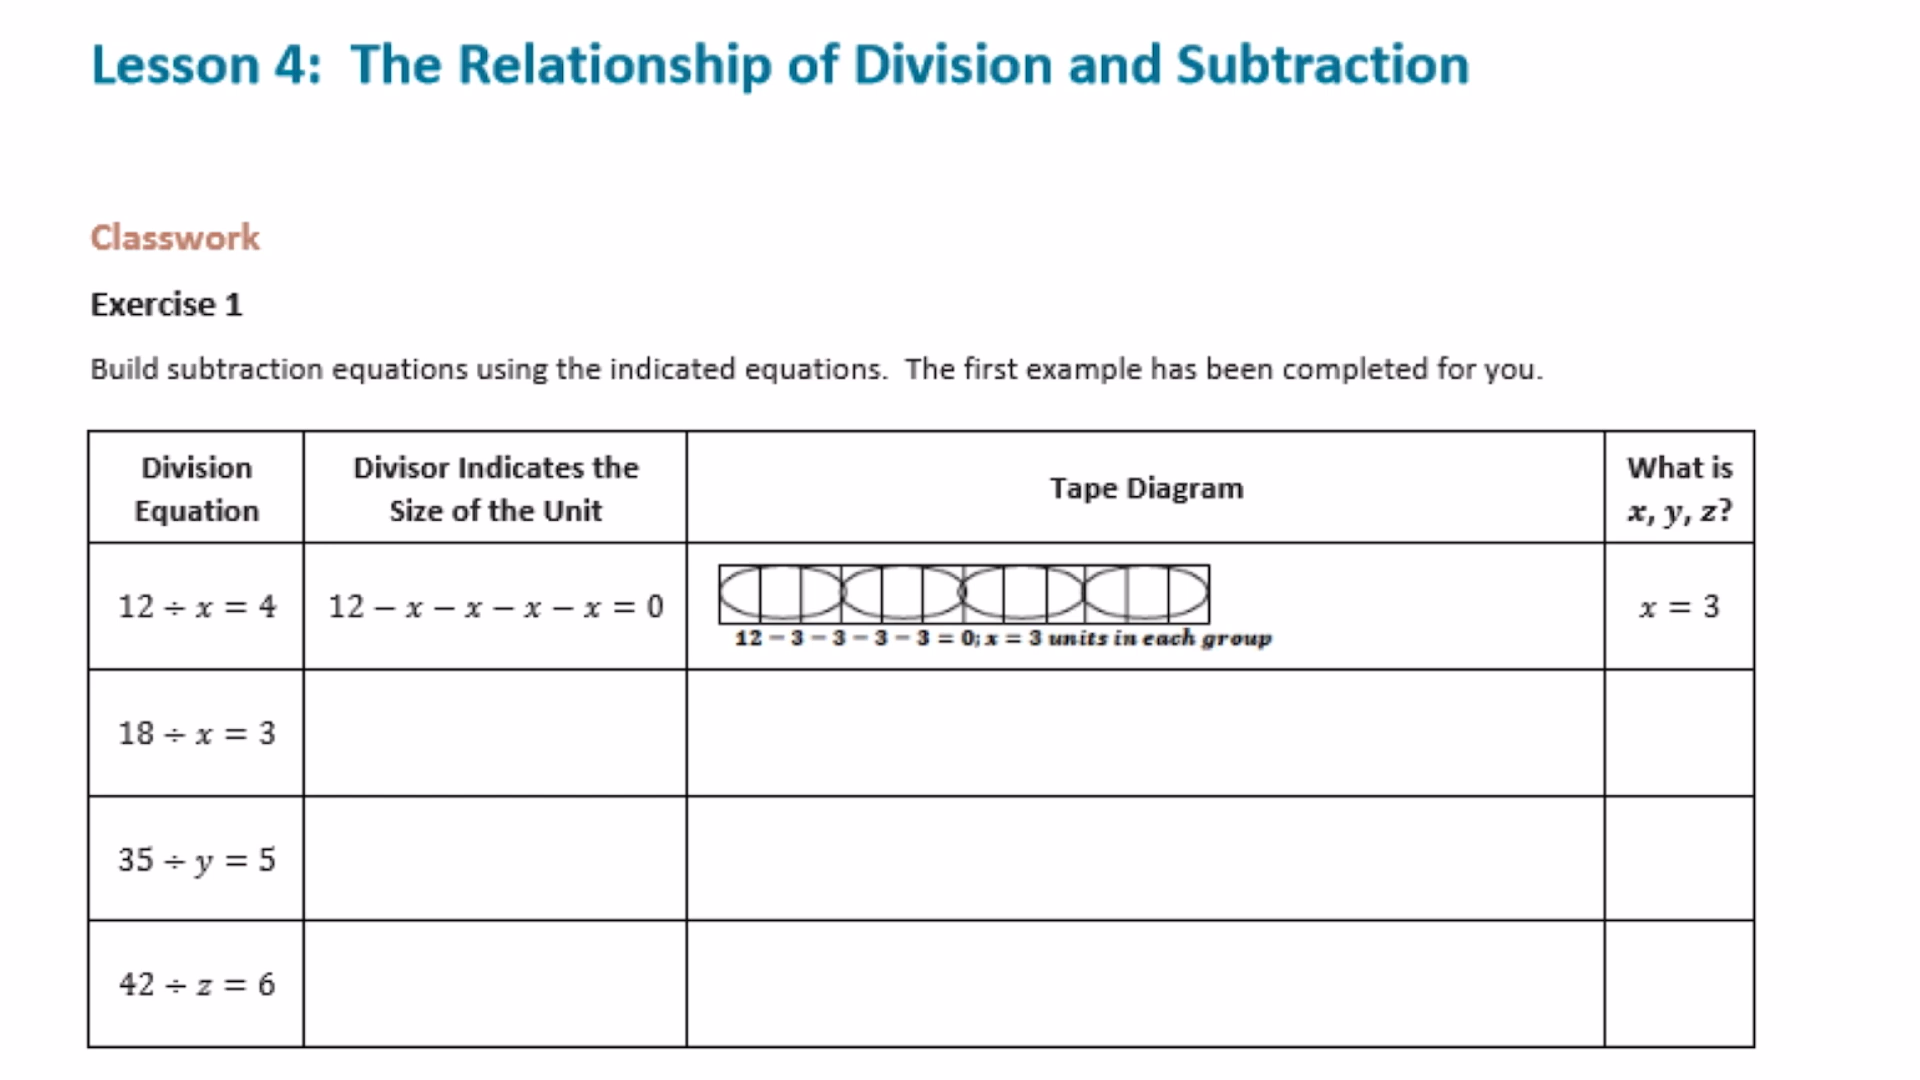 Lesson 4: The Relationship of Division and Subtraction
Classwork
Exercise 1
Build subtraction equations using the indicated equations. The first example has been completed for you.
Division
Equation
Divisor Indicates the
Size of the Unit
Tape Diagram
What is
x, y, z?
12 ÷ x = 4
12 − x − x − x − x = 0
12 − 3 − 3 − 3 − 3 = 0; x = 3 units in each group
x = 3
18 ÷ x = 3
35 ÷ y = 5
42 ÷ z = 6